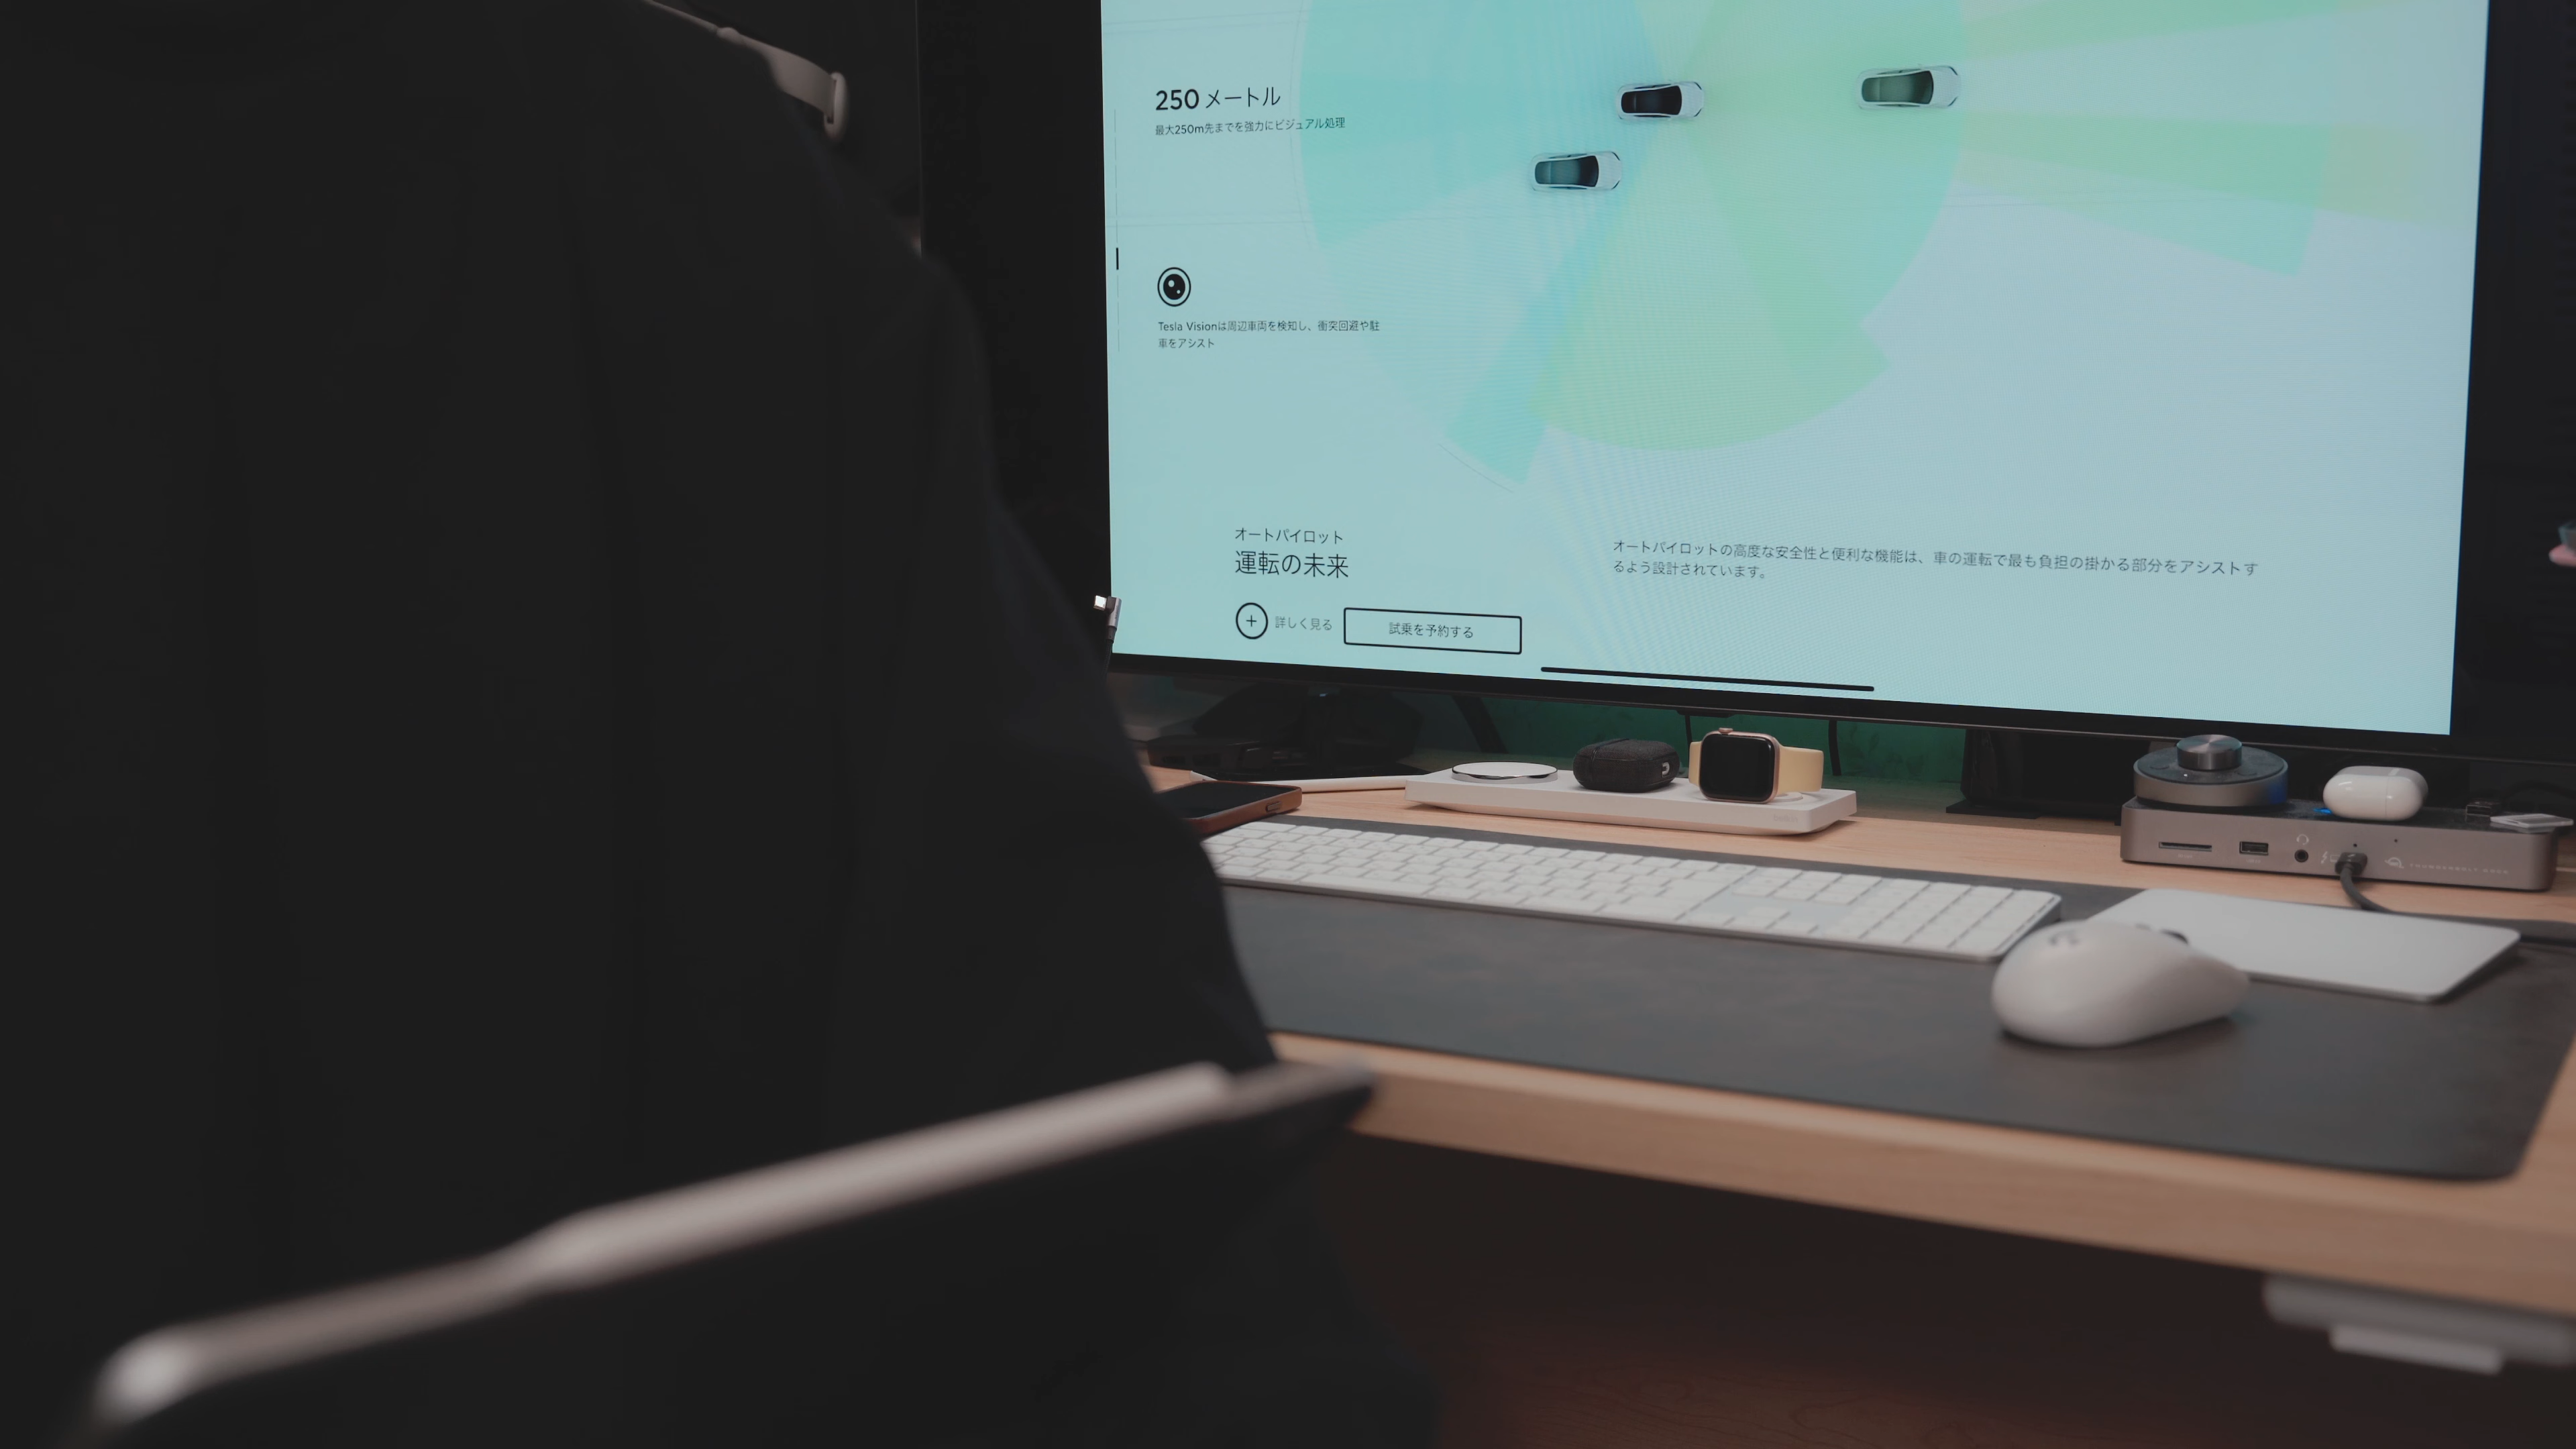 250 メートル
最大250m先までを強力にビジュアル処理
Tesla Visionは周辺車両を検知し、衝突回避や駐
車をアシスト
オートパイロット
運転の未来
オートパイロットの高度な安全性と便利な機能は、車の運転で最も負担の掛かる部分をアシストす
るよう設計されています。
詳しく見る
試乗を予約する
THUNDERBOLT DOCK